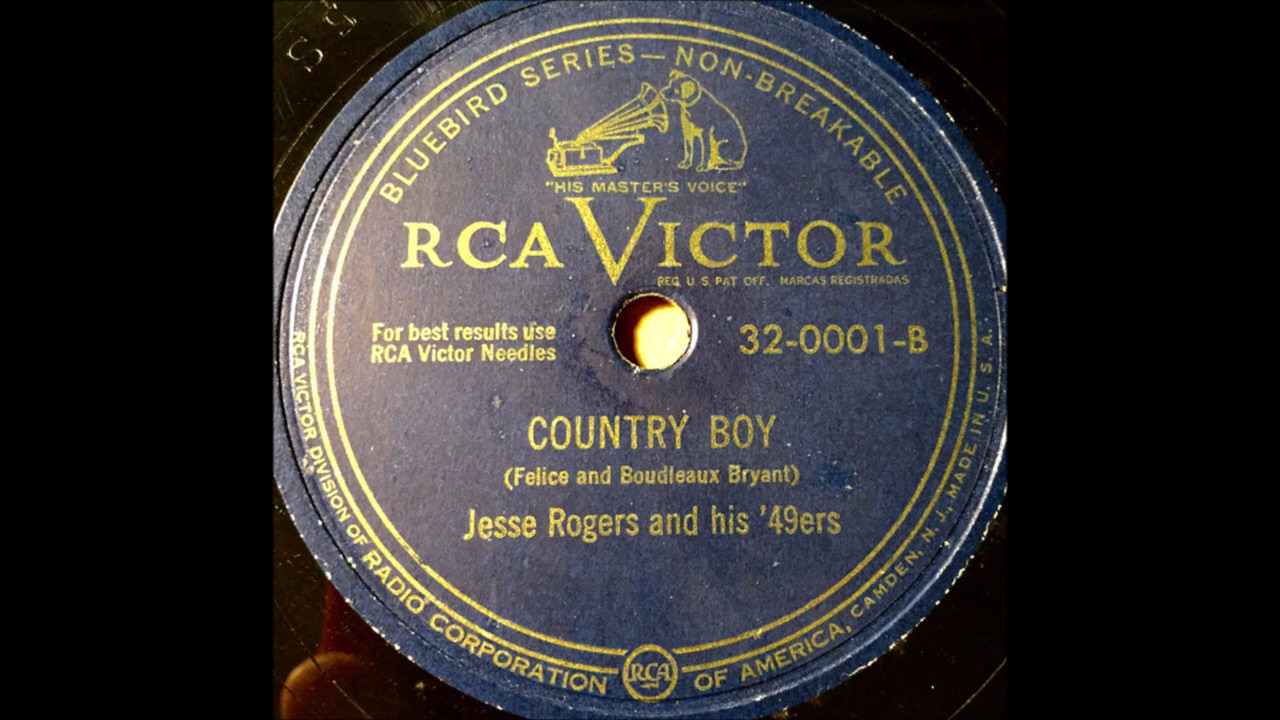 BLUEBIRD SERIES—NON-BREAKABLE
"HIS MASTER'S VOICE"
RCA VICTOR
REG. U. S. PAT. OFF. MARCAS REGISTRADAS
For best results use
RCA Victor Needles
32-0001-B
COUNTRY BOY
(Felice and Boudleaux Bryant)
Jesse Rogers and his '49ers
RCA VICTOR DIVISION OF RADIO CORPORATION OF AMERICA, CAMDEN, N. J., MADE IN U. S. A.
RCA